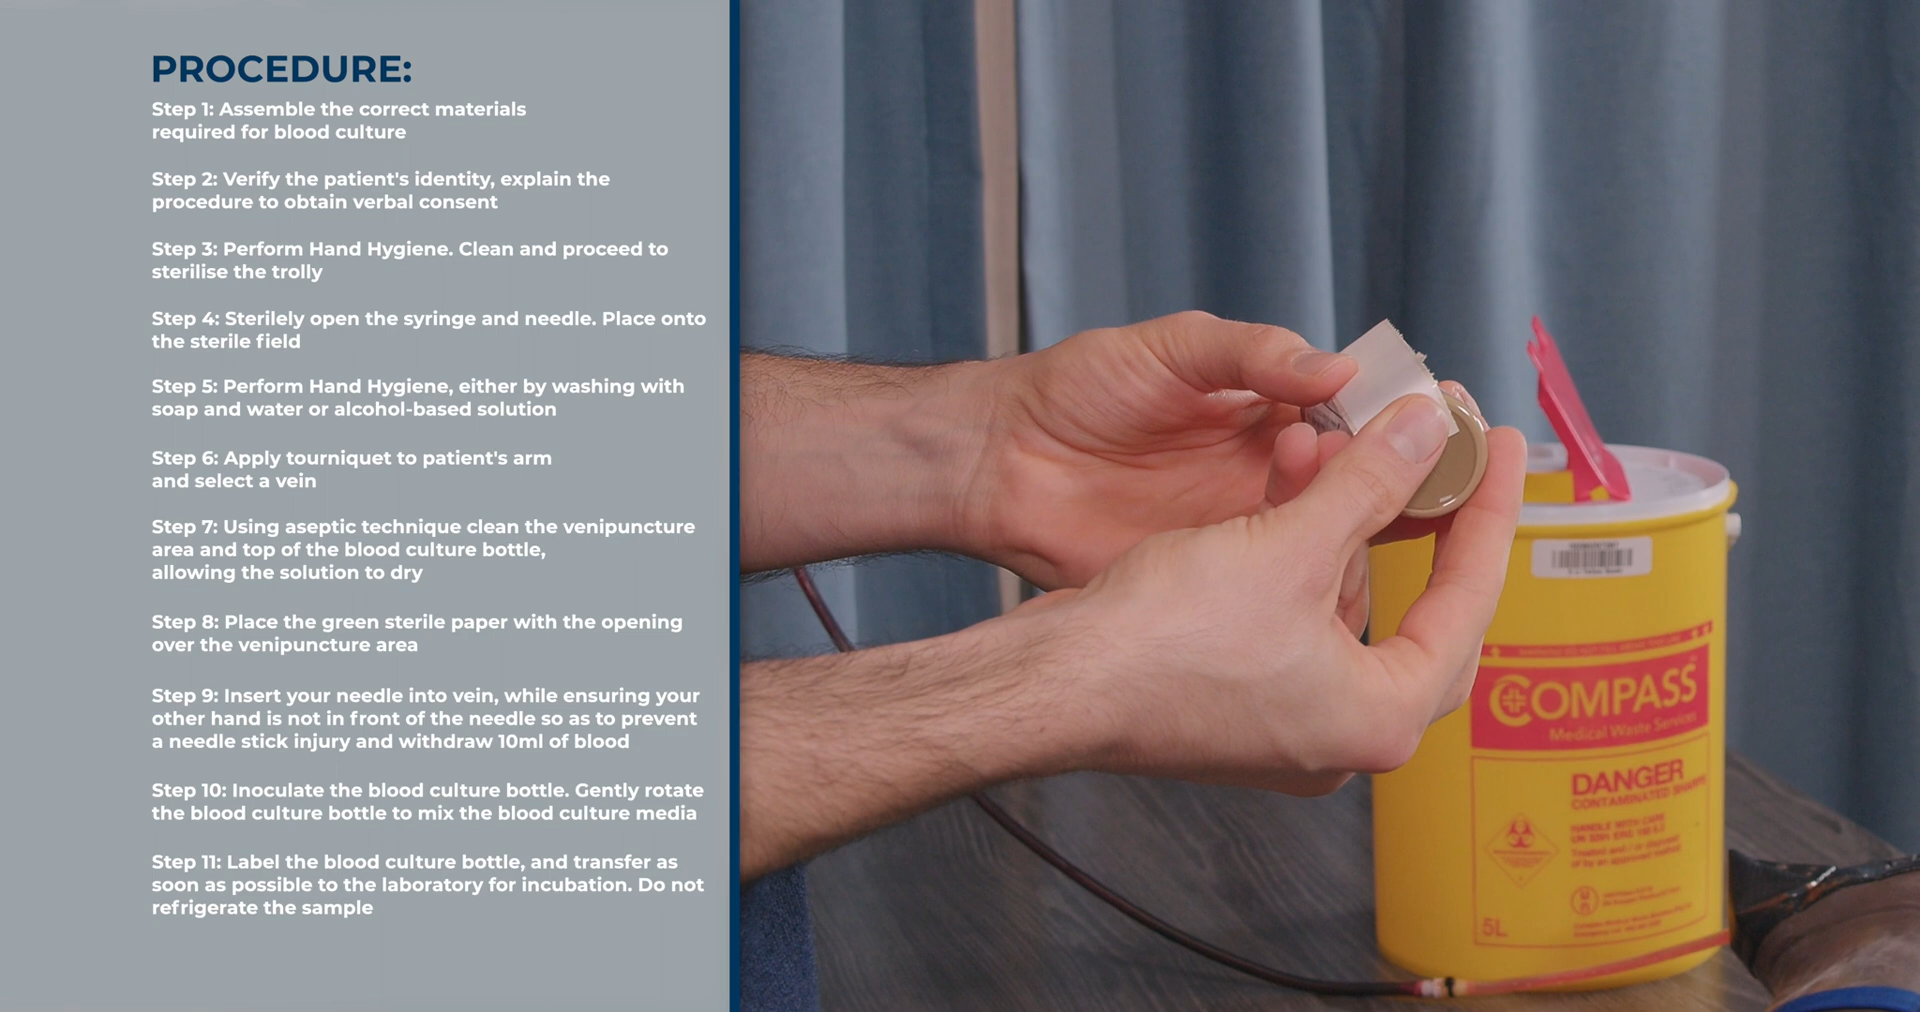 PROCEDURE:
Step 1: Assemble the correct materials
required for blood culture
Step 2: Verify the patient's identity, explain the
procedure to obtain verbal consent
Step 3: Perform Hand Hygiene. Clean and proceed to
sterilise the trolly
Step 4: Sterilely open the syringe and needle. Place onto
the sterile field
Step 5: Perform Hand Hygiene, either by washing with
soap and water or alcohol-based solution
Step 6: Apply tourniquet to patient's arm
and select a vein
Step 7: Using aseptic technique clean the venipuncture
area and top of the blood culture bottle,
allowing the solution to dry
Step 8: Place the green sterile paper with the opening
over the venipuncture area
Step 9: Insert your needle into vein, while ensuring your
other hand is not in front of the needle so as to prevent
a needle stick injury and withdraw 10ml of blood
Step 10: Inoculate the blood culture bottle. Gently rotate
the blood culture bottle to mix the blood culture media
Step 11: Label the blood culture bottle, and transfer as
soon as possible to the laboratory for incubation. Do not
refrigerate the sample
COMPASS
Medical Waste Services
DANGER
CONTAMINATED SHARPS
HANDLE WITH CARE
5L